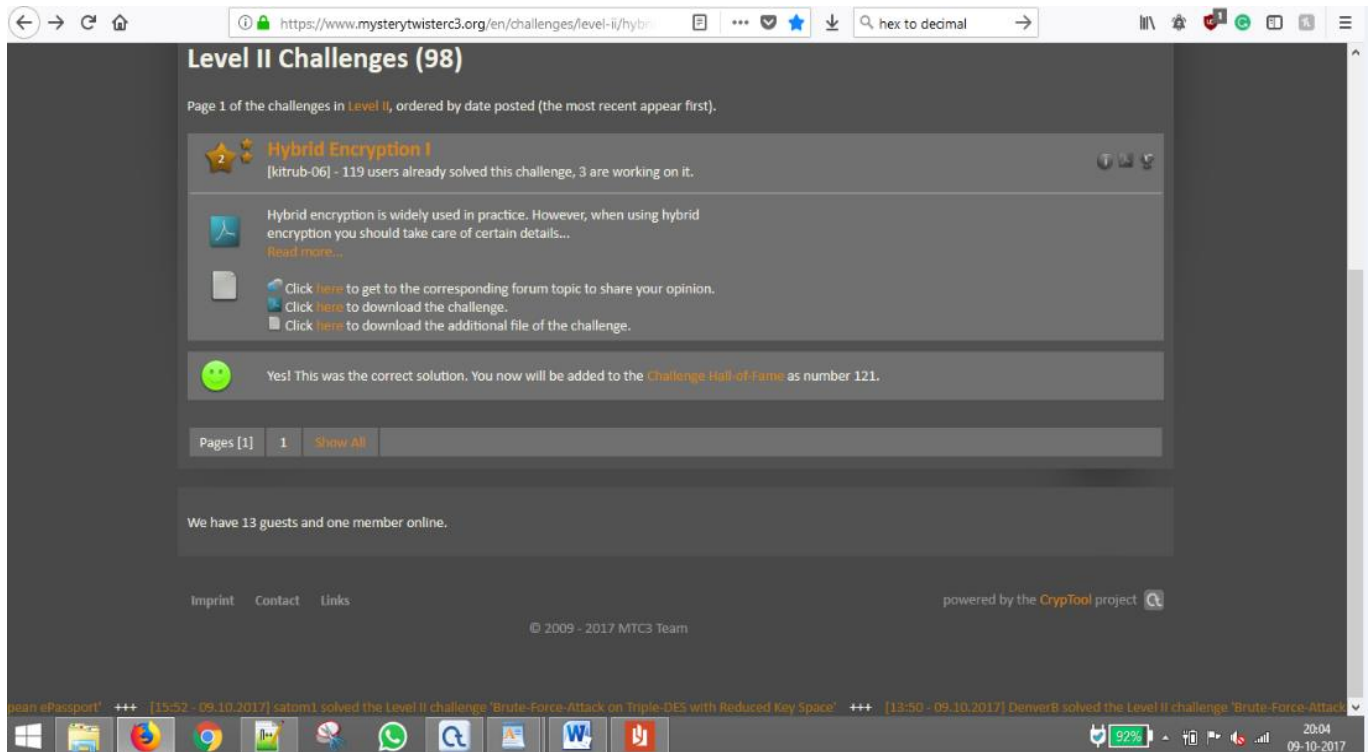 https://www.mysterytwisterc3.org/en/challenges/level-ii/hybr
hex to decimal
1
Level II Challenges (98)
Page 1 of the challenges in Level II, ordered by date posted (the most recent appear first).
2
Hybrid Encryption I
[kitrub-06] - 119 users already solved this challenge, 3 are working on it.
Hybrid encryption is widely used in practice. However, when using hybrid
encryption you should take care of certain details...
Read more...
Click here to get to the corresponding forum topic to share your opinion.
Click here to download the challenge.
Click here to download the additional file of the challenge.
Yes! This was the correct solution. You now will be added to the Challenge Hall-of-Fame as number 121.
Pages [1] 1 Show All
We have 13 guests and one member online.
Imprint Contact Links
powered by the CrypTool project
© 2009 - 2017 MTC3 Team
pean ePassport' +++ [15:52 - 09.10.2017] satom1 solved the Level II challenge 'Brute-Force-Attack on Triple-DES with Reduced Key Space' +++ [13:50 - 09.10.2017] DenverB solved the Level II challenge 'Brute-Force-Attack
92%
20:04
09-10-2017